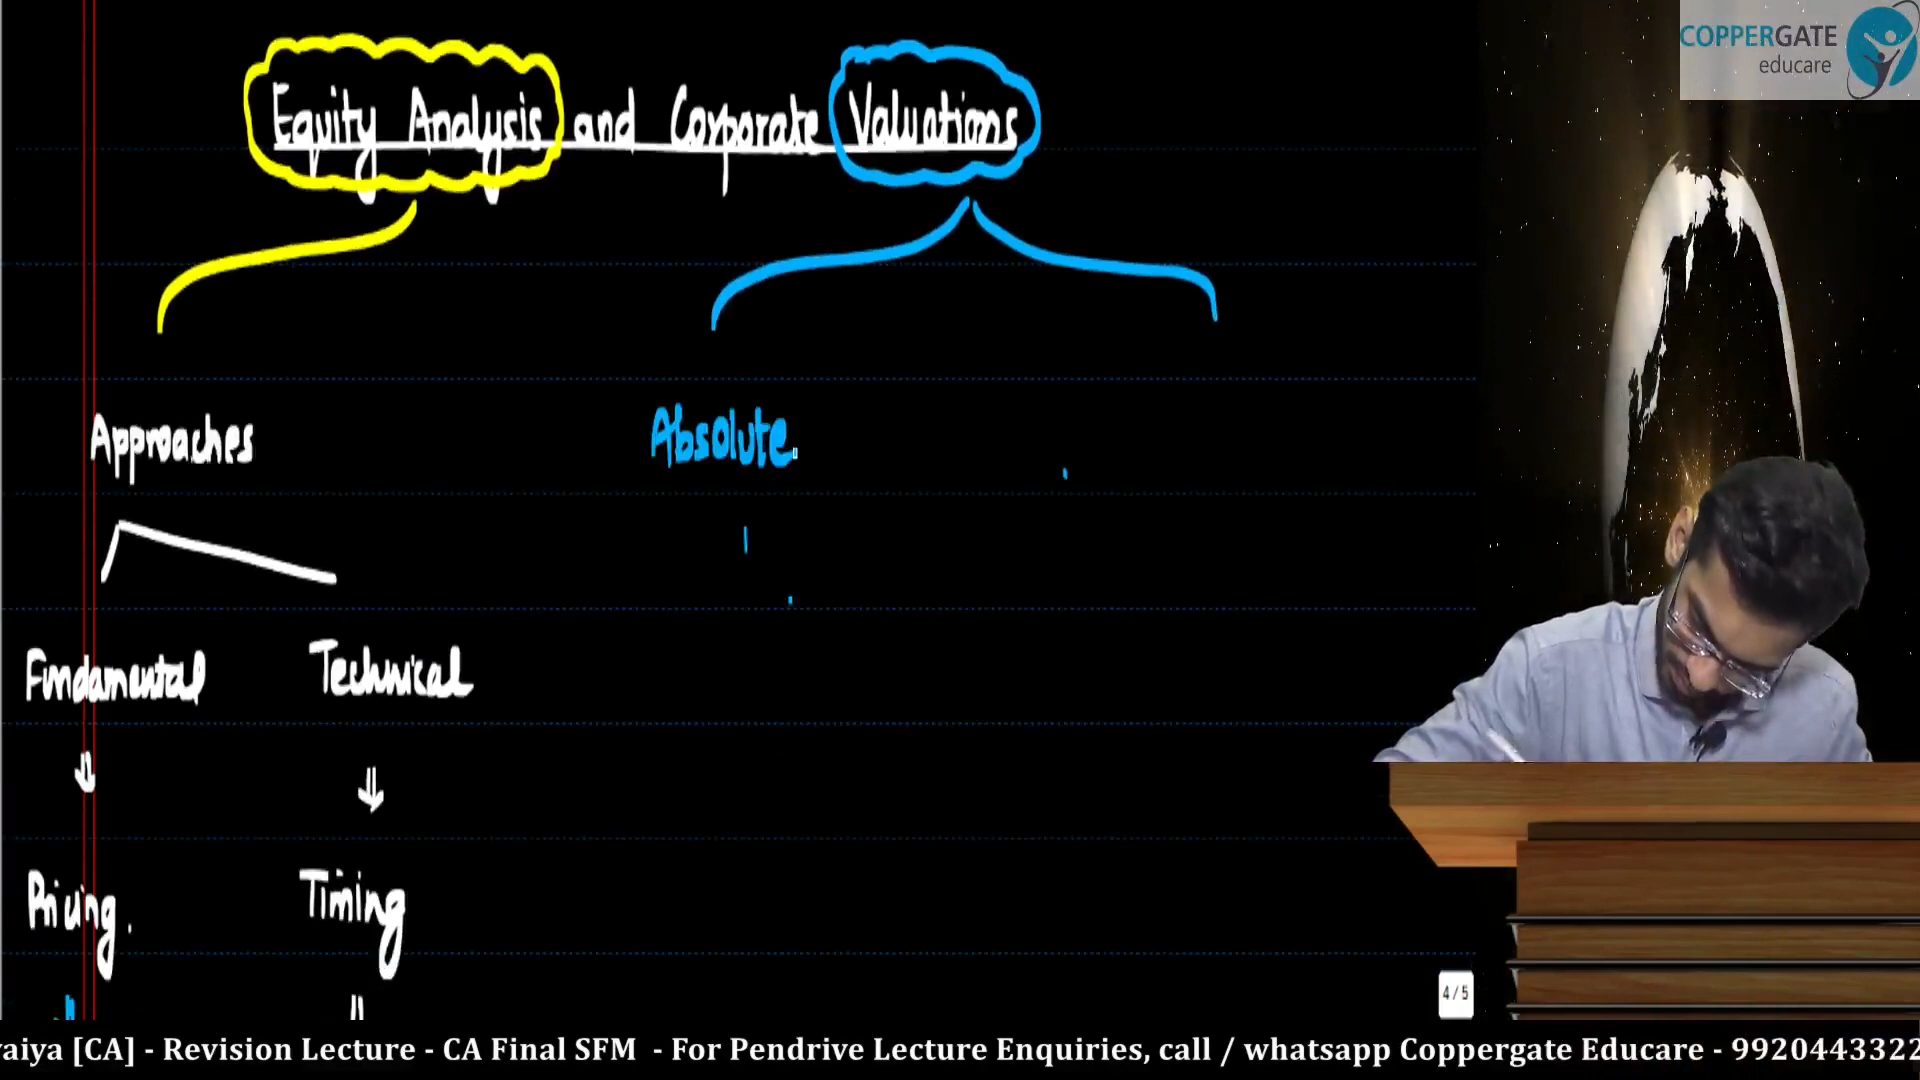 COPPERGATE
educare
Equity Analysis and Corporate Valuations
Approaches
Absolute
Fundamental Technical
Pricing. Timing
4 / 5
vaiya [CA] - Revision Lecture - CA Final SFM - For Pendrive Lecture Enquiries, call / whatsapp Coppergate Educare - 9920443322